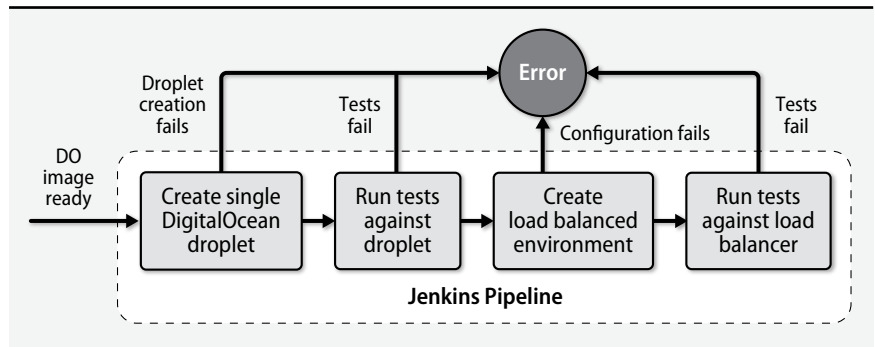 Error
Droplet
creation
fails
Tests
fail
Configuration fails
Tests
fail
DO
image
ready
Create single
DigitalOcean
droplet
Run tests
against
droplet
Create
load balanced
environment
Run tests
against load
balancer
Jenkins Pipeline